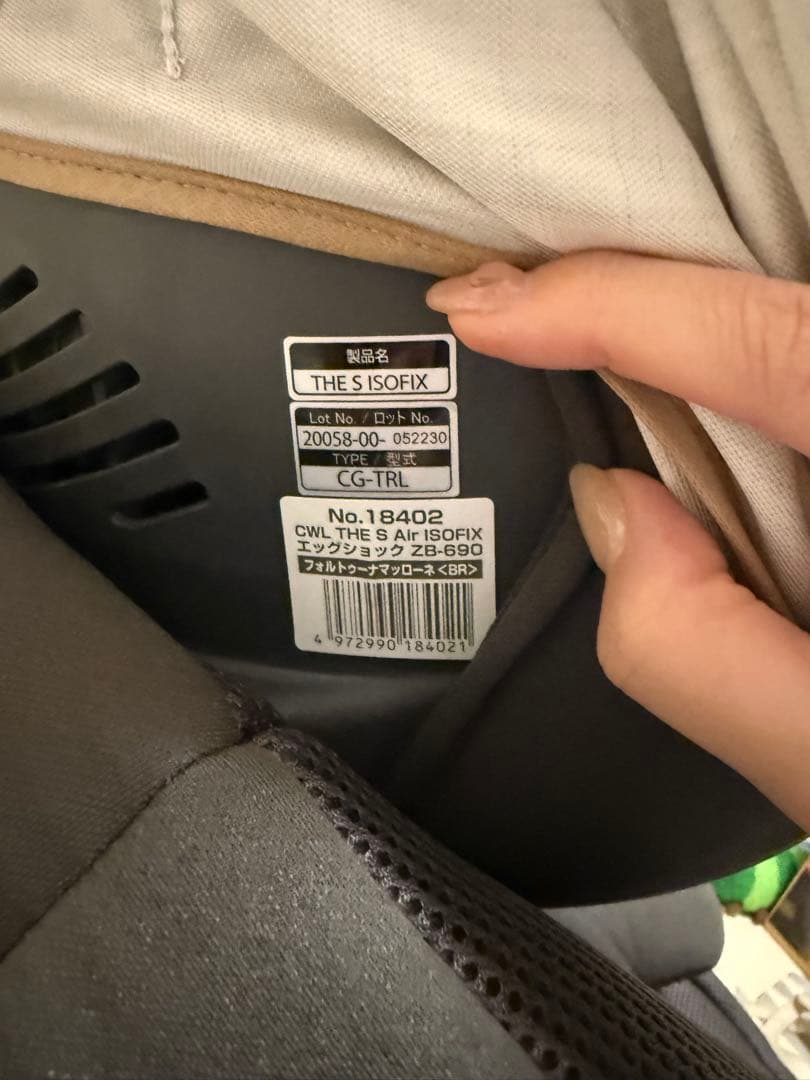 製品名
THE S ISOFIX
Lot No. / ロット No.
20058-00- 052230
TYPE / 型式
CG-TRL
No.18402
CWL THE S Air ISOFIX
エッグショック ZB-690
フォルトゥーナマッローネ<BR>
4 972990 184021